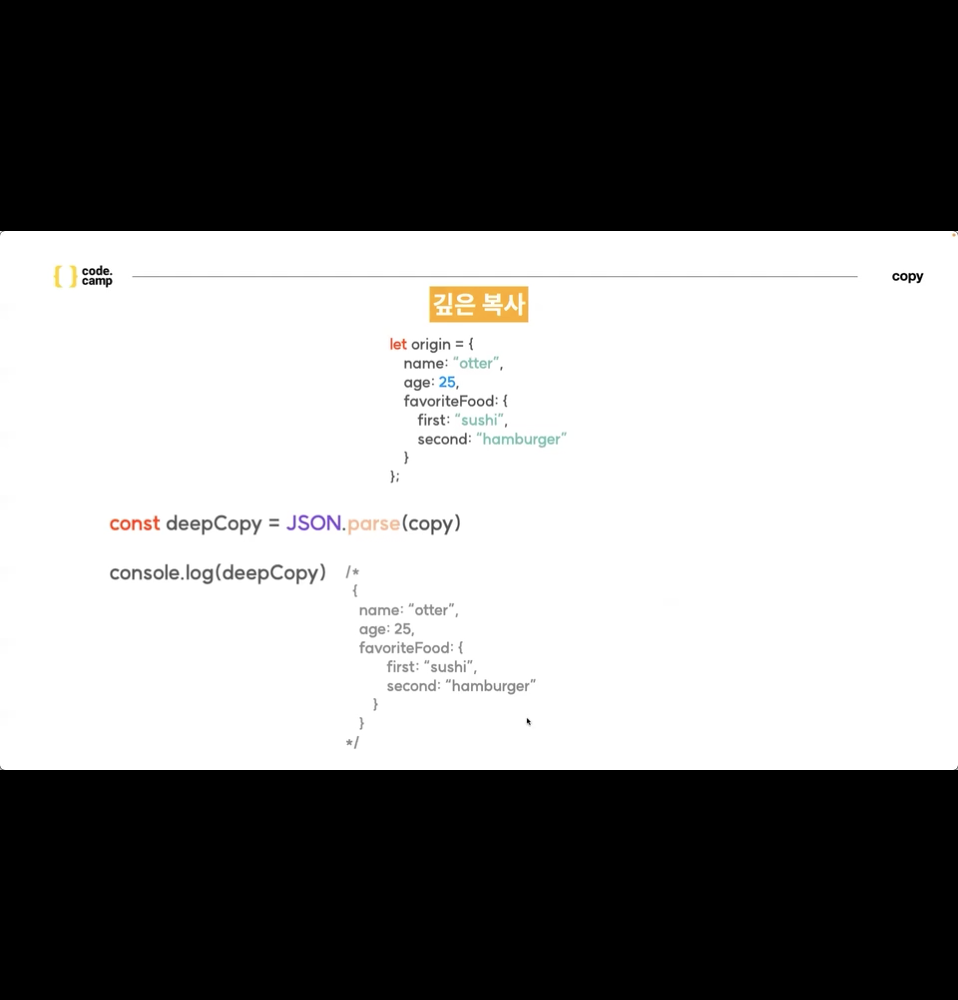 code.
camp
copy
깊은 복사
let origin = {
name: “otter”,
age: 25,
favoriteFood: {
first: “sushi”,
second: “hamburger”
}
};
const deepCopy = JSON.parse(copy)
console.log(deepCopy) /*
{
name: “otter”,
age: 25,
favoriteFood: {
first: “sushi”,
second: “hamburger”
}
}
*/